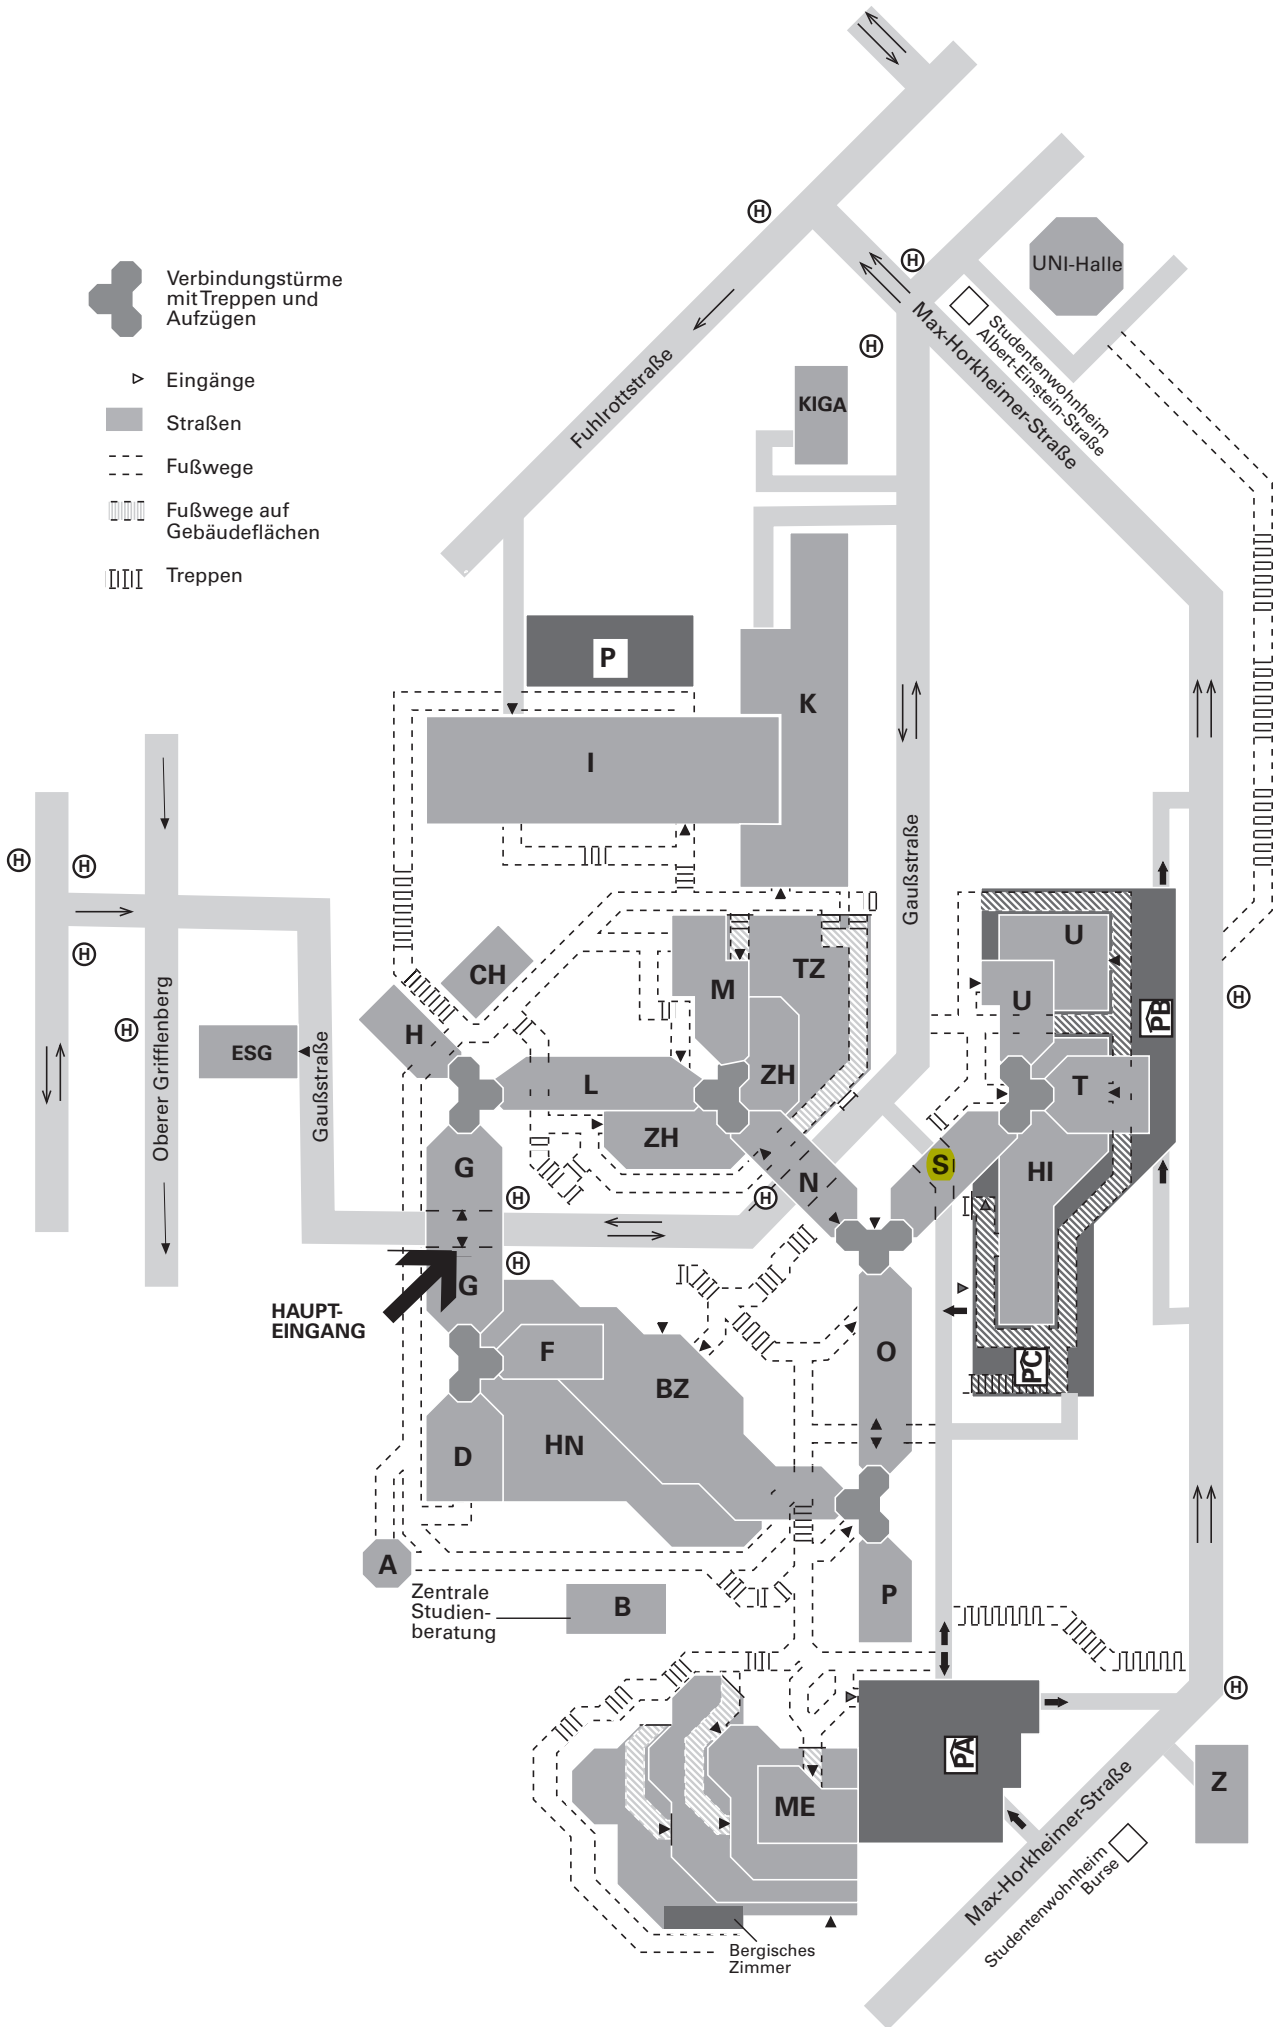 H
H
UNI-Halle
Verbindungstürme
mit Treppen und
Aufzügen
Max-Horkheimer-Straße
Studentenwohnheim
Albert-Einstein-Straße
H
Eingänge
Fuhlrottstraße
KIGA
Straßen
Fußwege
Fußwege auf
Gebäudeflächen
Treppen
P
K
I
Gaußstraße
H
H
H
U
CH
TZ
M
U
H
PB
H
H
ESG
Oberer Grifflenberg
Gaußstraße
L
ZH
T
ZH
S
G
N
HI
H
H
H
G
HAUPT-
EINGANG
F
O
PC
BZ
HN
D
A
Zentrale
Studien-
beratung
B
P
H
PA
Z
ME
Max-Horkheimer-Straße
Studentenwohnheim
Burse
Bergisches
Zimmer